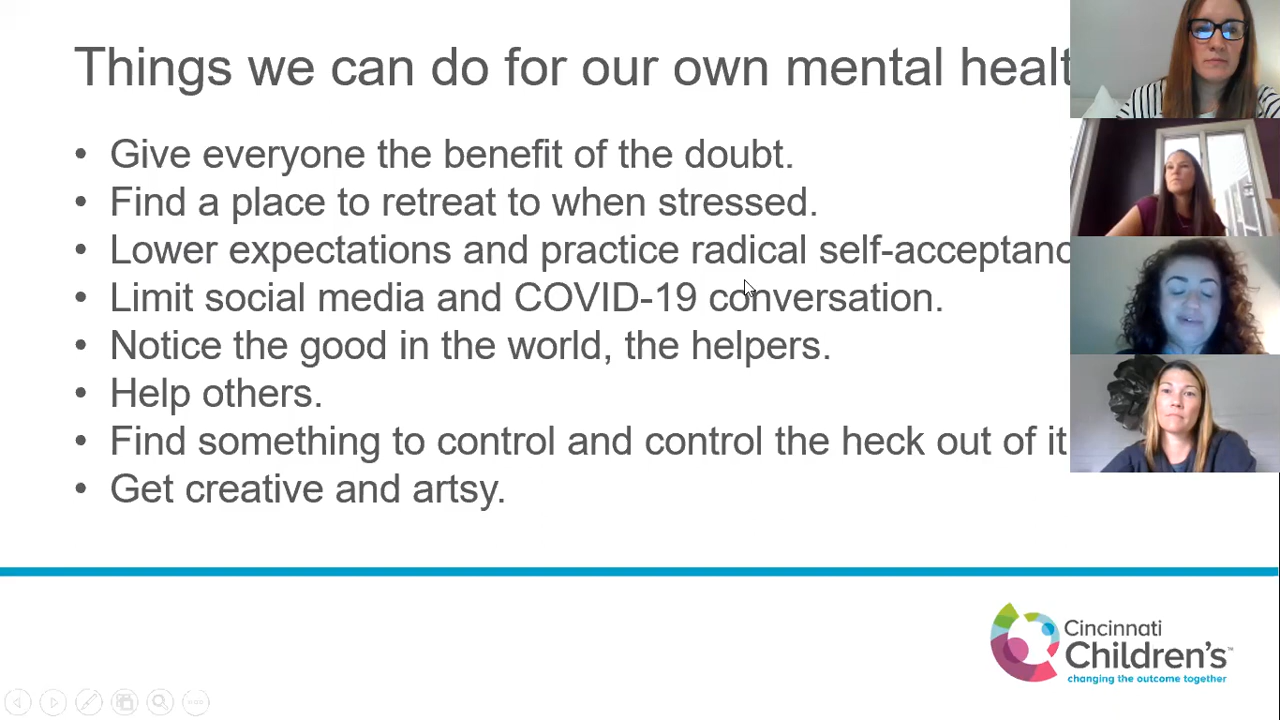 Things we can do for our own mental healt
• Give everyone the benefit of the doubt.
• Find a place to retreat to when stressed.
• Lower expectations and practice radical self-acceptanc
• Limit social media and COVID-19 conversation.
• Notice the good in the world, the helpers.
• Help others.
• Find something to control and control the heck out of it
• Get creative and artsy.
Cincinnati
Children's™
changing the outcome together